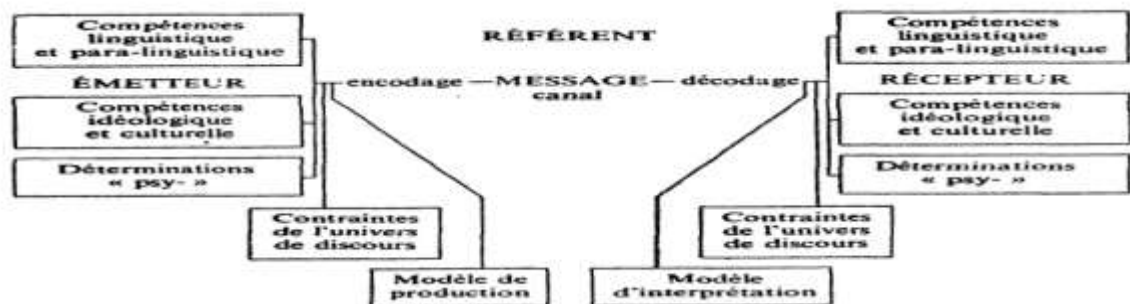 Compétences
linguistique
et para-linguistique
RÉFÉRENT
Compétences
linguistique
et para-linguistique
ÉMETTEUR
encodage — MESSAGE — décodage
canal
RÉCEPTEUR
Compétences
idéologique
et culturelle
Compétences
idéologique
et culturelle
Déterminations
« psy- »
Déterminations
« psy- »
Contraintes
de l'univers
de discours
Contraintes
de l'univers
de discours
Modèle de
production
Modèle
d'interprétation